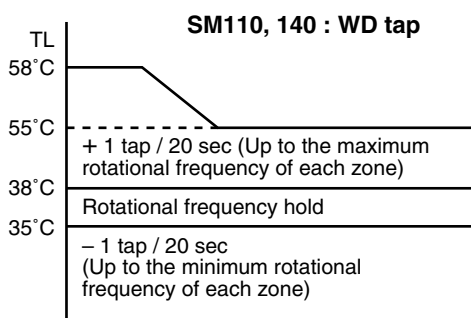 SM110, 140 : WD tap
TL
58˚C
55˚C
+ 1 tap / 20 sec (Up to the maximum
rotational frequency of each zone)
38˚C
Rotational frequency hold
35˚C
– 1 tap / 20 sec
(Up to the minimum rotational
frequency of each zone)